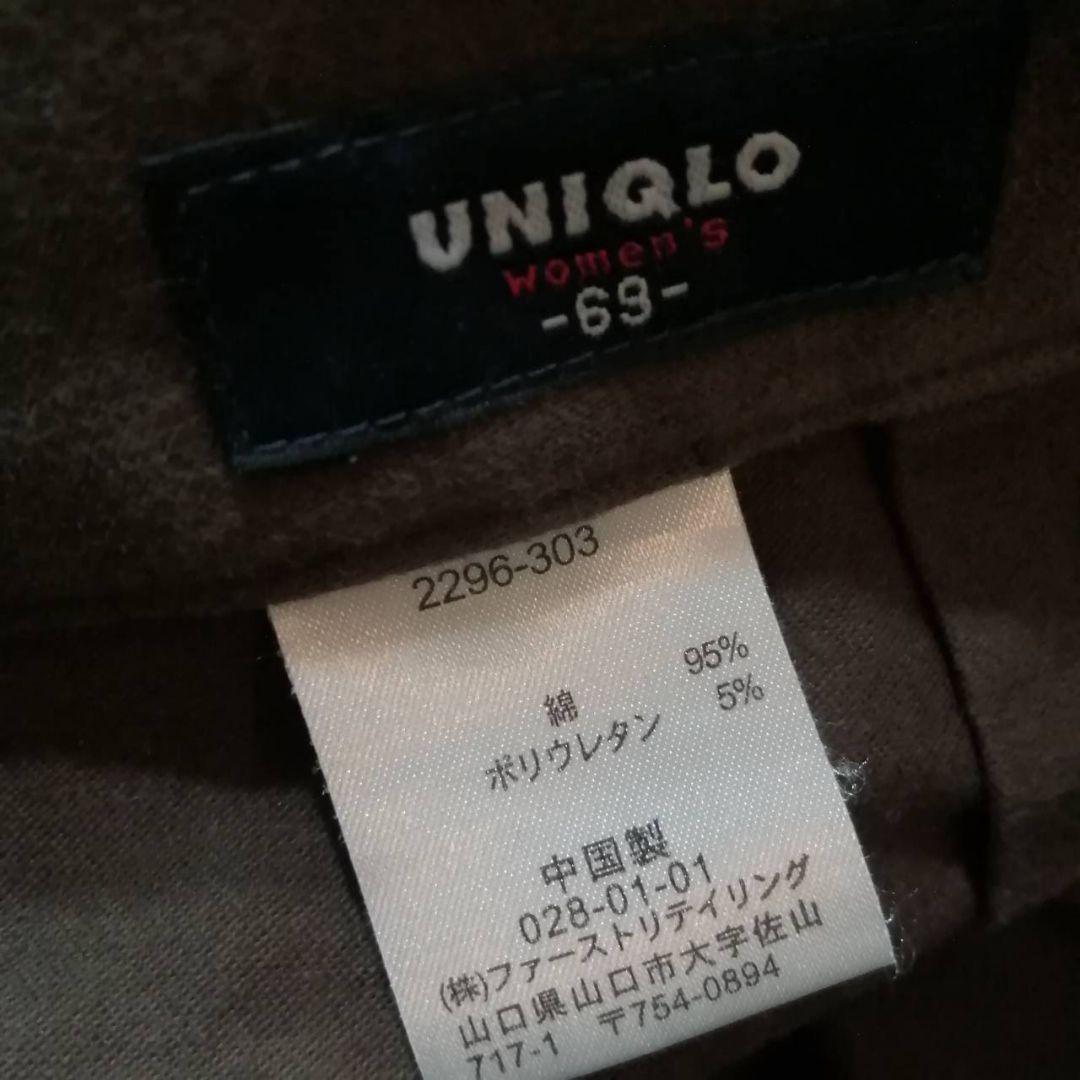 UNIQLO
women's
-69-
2296-303
綿 95%
ポリウレタン 5%
中国製
028-01-01
(株)ファーストリテイリング
山口県山口市大字佐山
717-1 〒754-0894